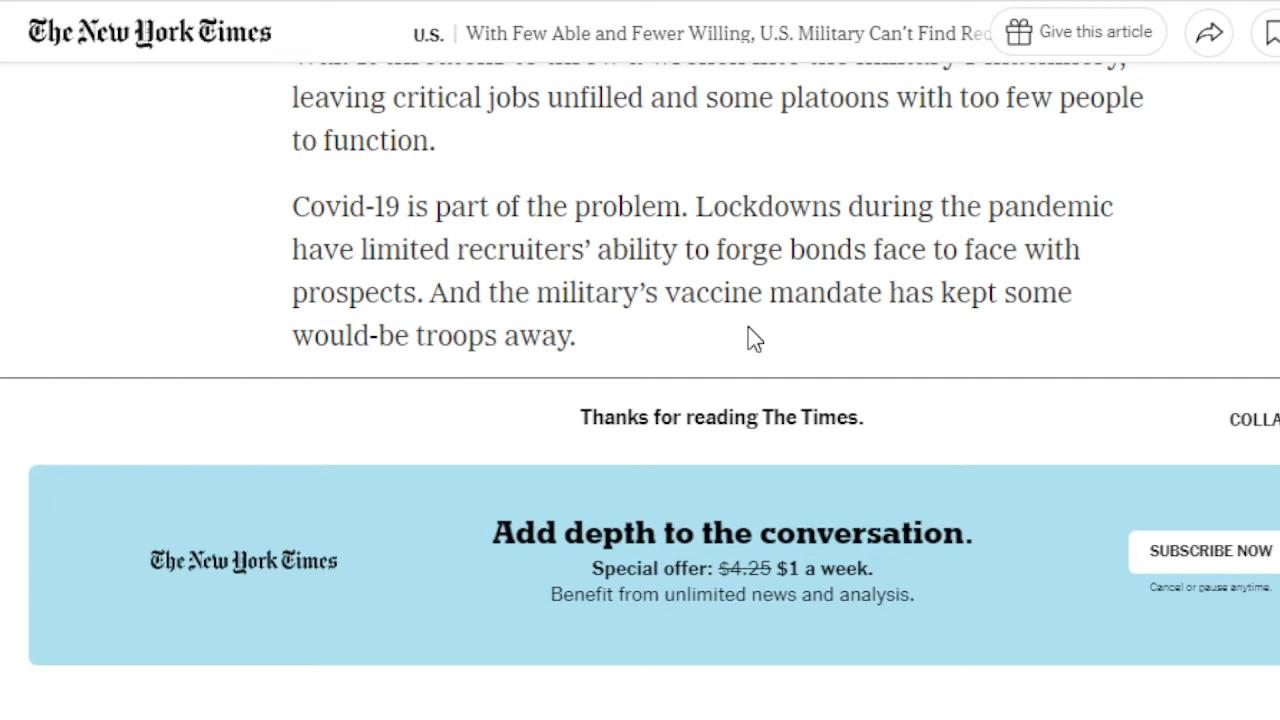 The New York Times
U.S. | With Few Able and Fewer Willing, U.S. Military Can't Find Rec
Give this article
leaving critical jobs unfilled and some platoons with too few people
to function.
Covid-19 is part of the problem. Lockdowns during the pandemic
have limited recruiters’ ability to forge bonds face to face with
prospects. And the military’s vaccine mandate has kept some
would-be troops away.
Thanks for reading The Times.
COLLA
The New York Times
Add depth to the conversation.
Special offer: $4.25 $1 a week.
Benefit from unlimited news and analysis.
SUBSCRIBE NOW
Cancel or pause anytime.